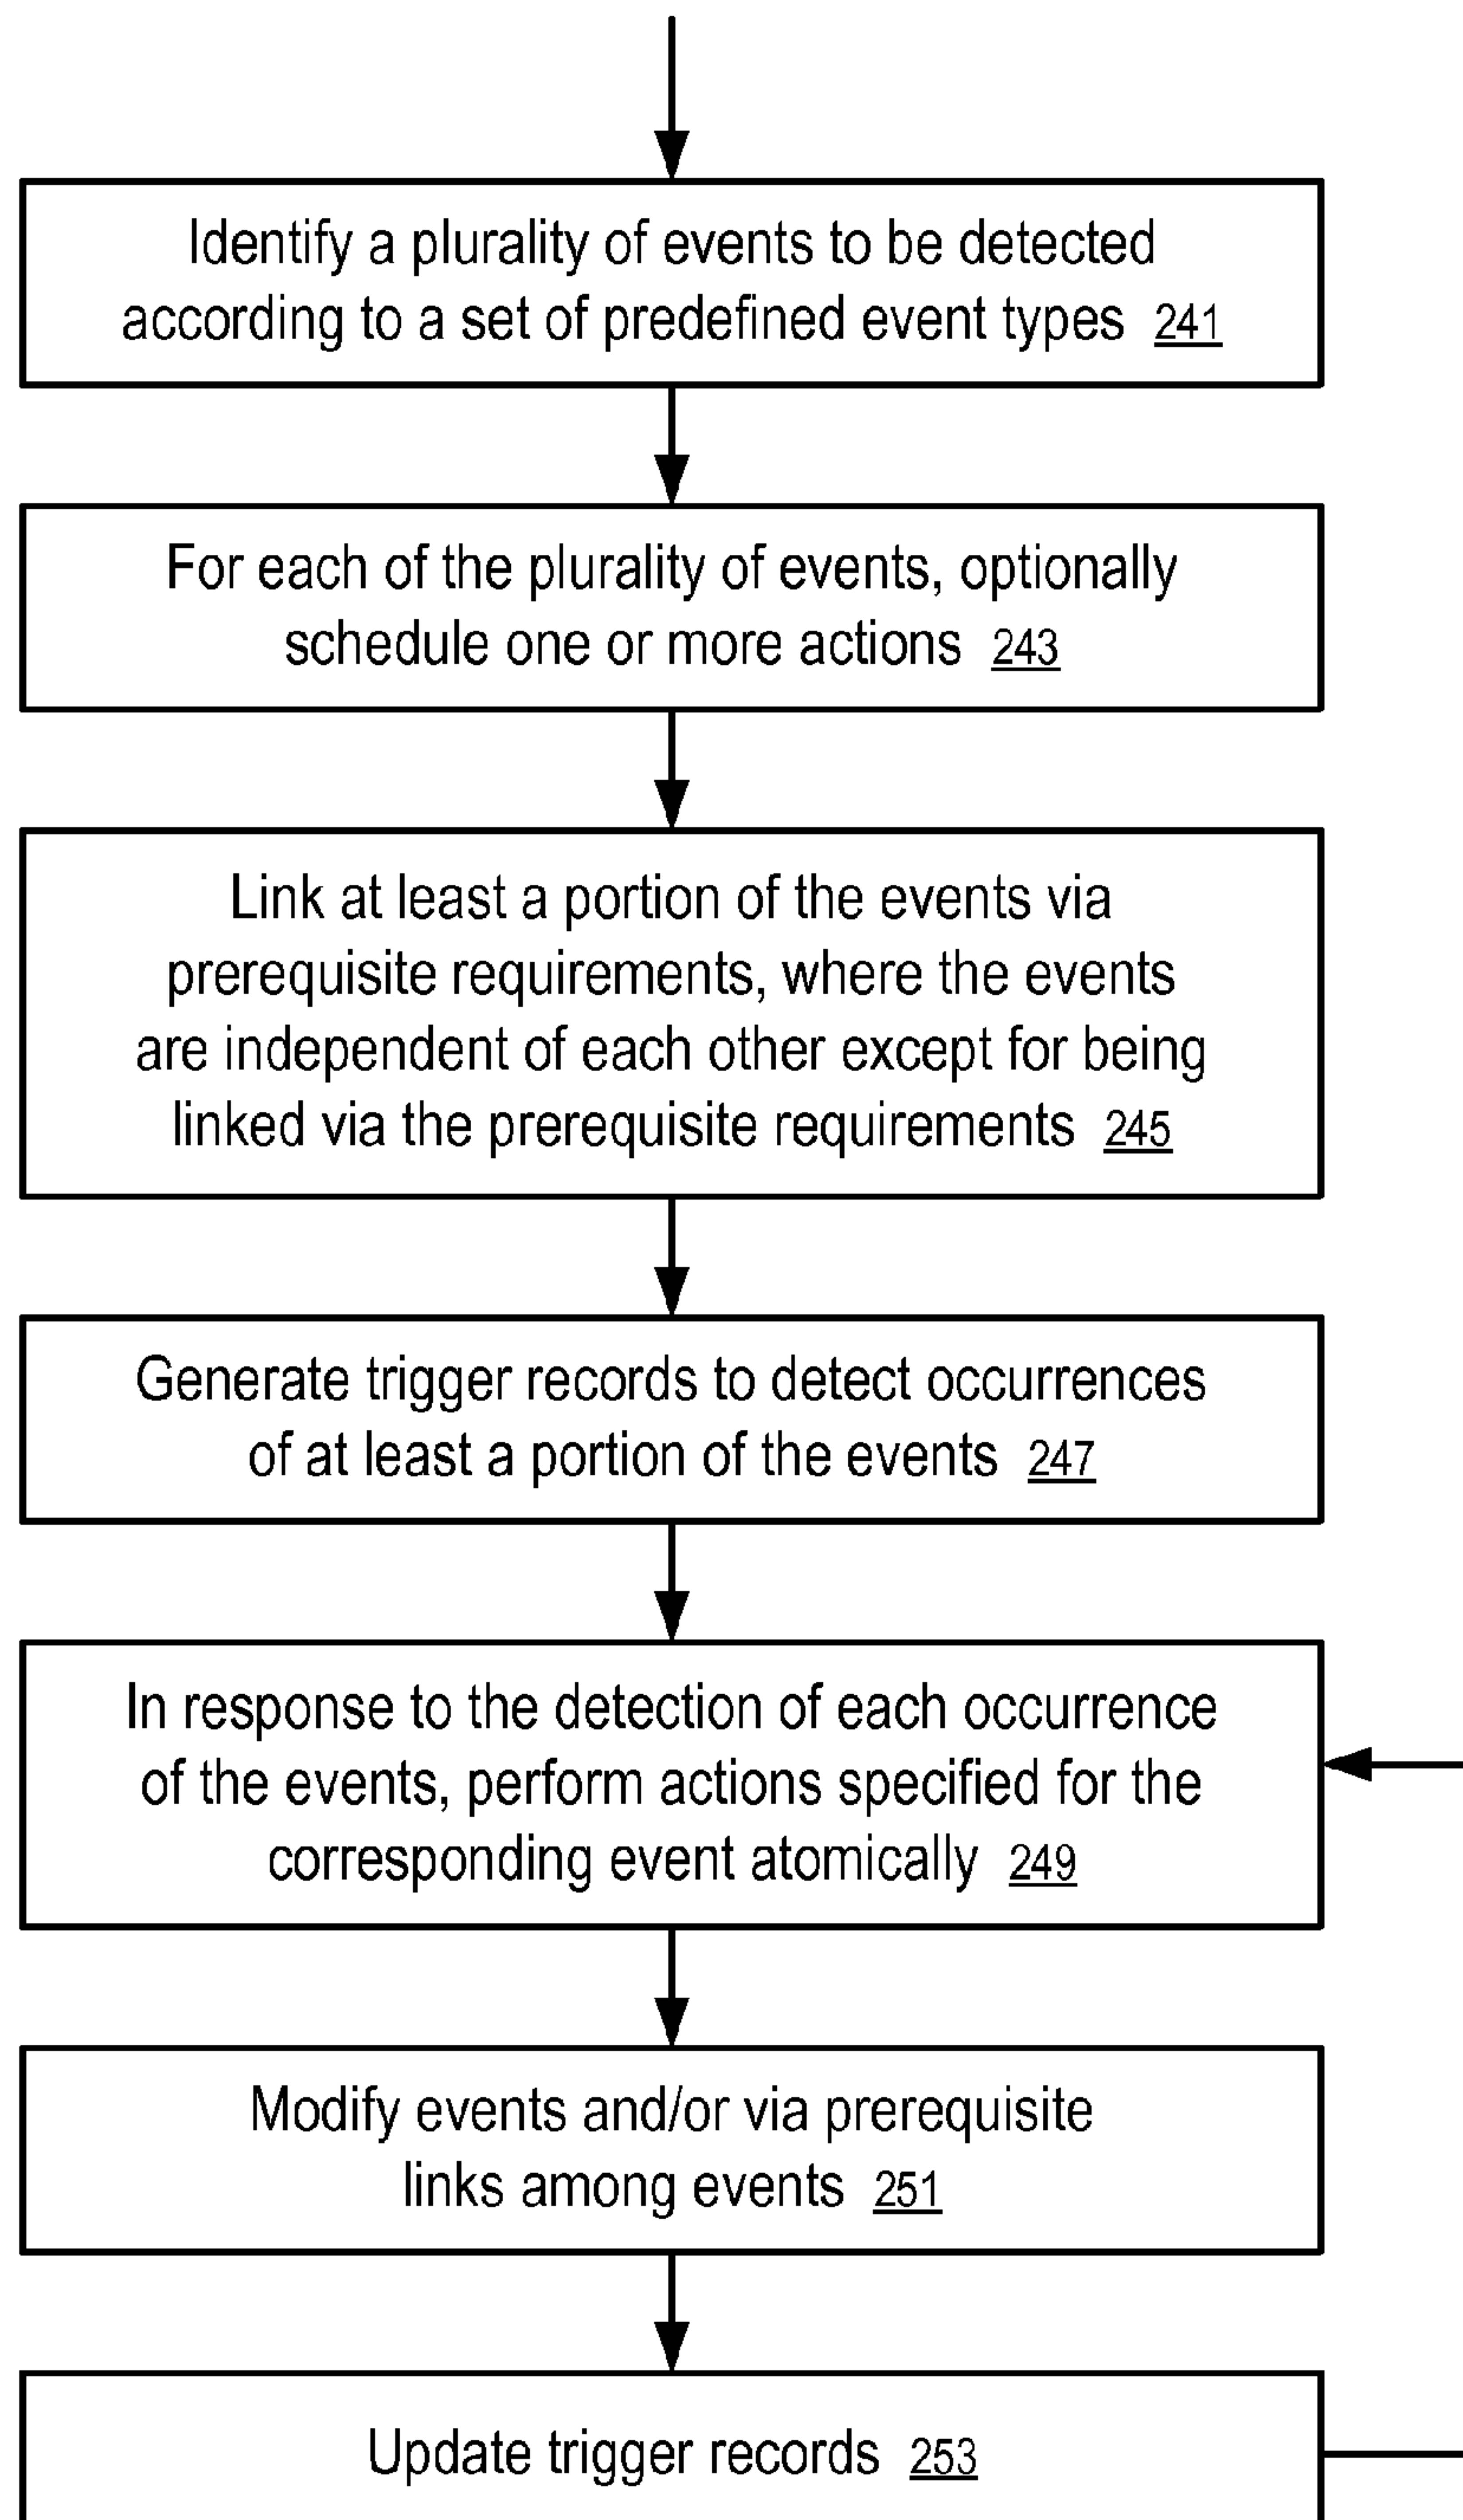 Identify a plurality of events to be detected
according to a set of predefined event types 241
For each of the plurality of events, optionally
schedule one or more actions 243
Link at least a portion of the events via
prerequisite requirements, where the events
are independent of each other except for being
linked via the prerequisite requirements 245
Generate trigger records to detect occurrences
of at least a portion of the events 247
In response to the detection of each occurrence
of the events, perform actions specified for the
corresponding event atomically 249
Modify events and/or via prerequisite
links among events 251
Update trigger records 253